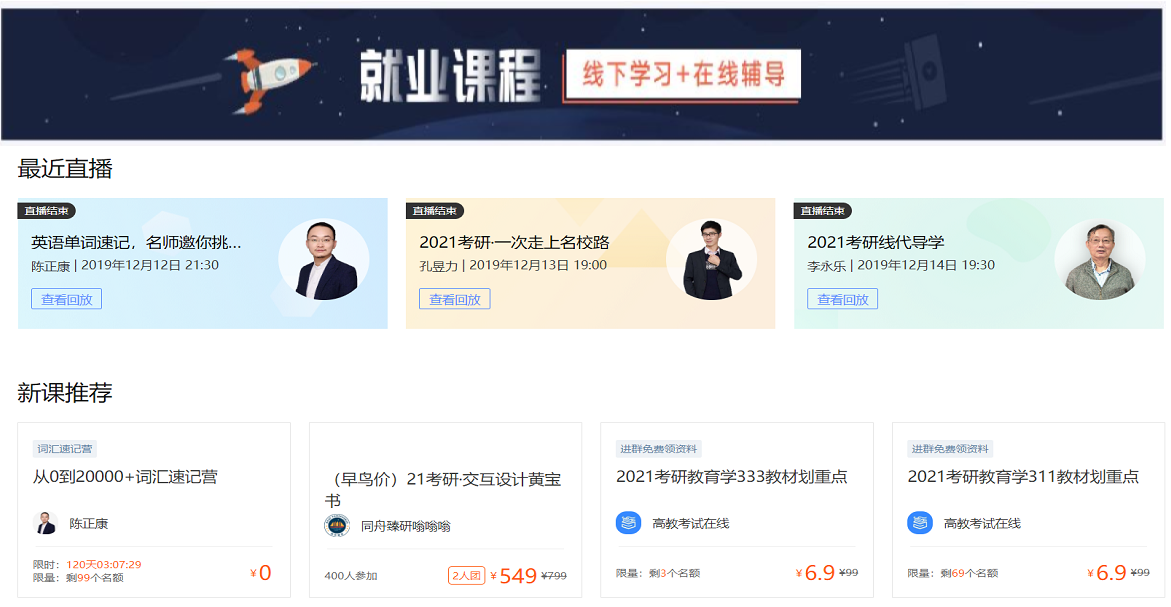 就业课程
线下学习+在线辅导
最近直播
直播结束
英语单词速记，名师邀你挑...
陈正康 | 2019年12月12日 21:30
查看回放
直播结束
2021考研·一次走上名校路
孔昱力 | 2019年12月13日 19:00
查看回放
直播结束
2021考研线代导学
李永乐 | 2019年12月14日 19:30
查看回放
新课推荐
词汇速记营
从0到20000+词汇速记营
陈正康
限时：120天03:07:29
限量：剩99个名额
¥0
（早鸟价）21考研·交互设计黄宝
书
同舟臻研嗡嗡嗡
400人参加
2人团 ¥549 ¥799
进群免费领资料
2021考研教育学333教材划重点
高教考试在线
限量：剩3个名额
¥6.9 ¥99
进群免费领资料
2021考研教育学311教材划重点
高教考试在线
限量：剩69个名额
¥6.9 ¥99